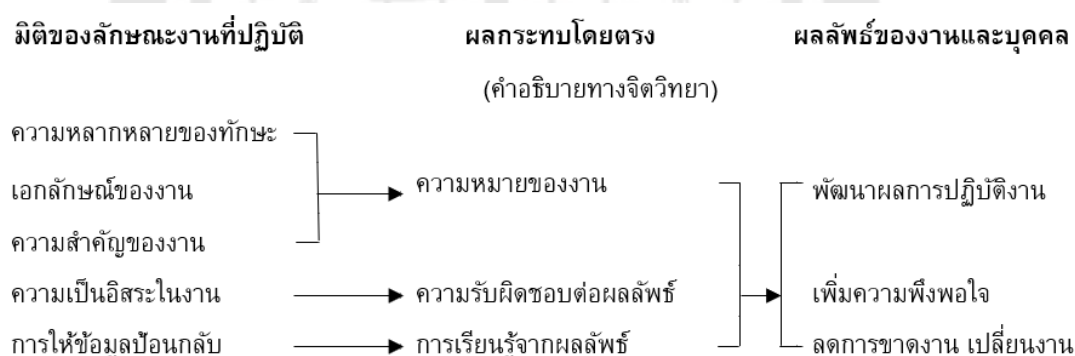 มิติของลักษณะงานที่ปฏิบัติ ผลกระทบโดยตรง ผลลัพธ์ของงานและบุคคล
(คำอธิบายทางจิตวิทยา)
ความหลากหลายของทักษะ
เอกลักษณ์ของงาน ความหมายของงาน พัฒนาผลการปฏิบัติงาน
ความสำคัญของงาน
ความเป็นอิสระในงาน ความรับผิดชอบต่อผลลัพธ์ เพิ่มความพึงพอใจ
การให้ข้อมูลป้อนกลับ การเรียนรู้จากผลลัพธ์ ลดการขาดงาน เปลี่ยนงาน